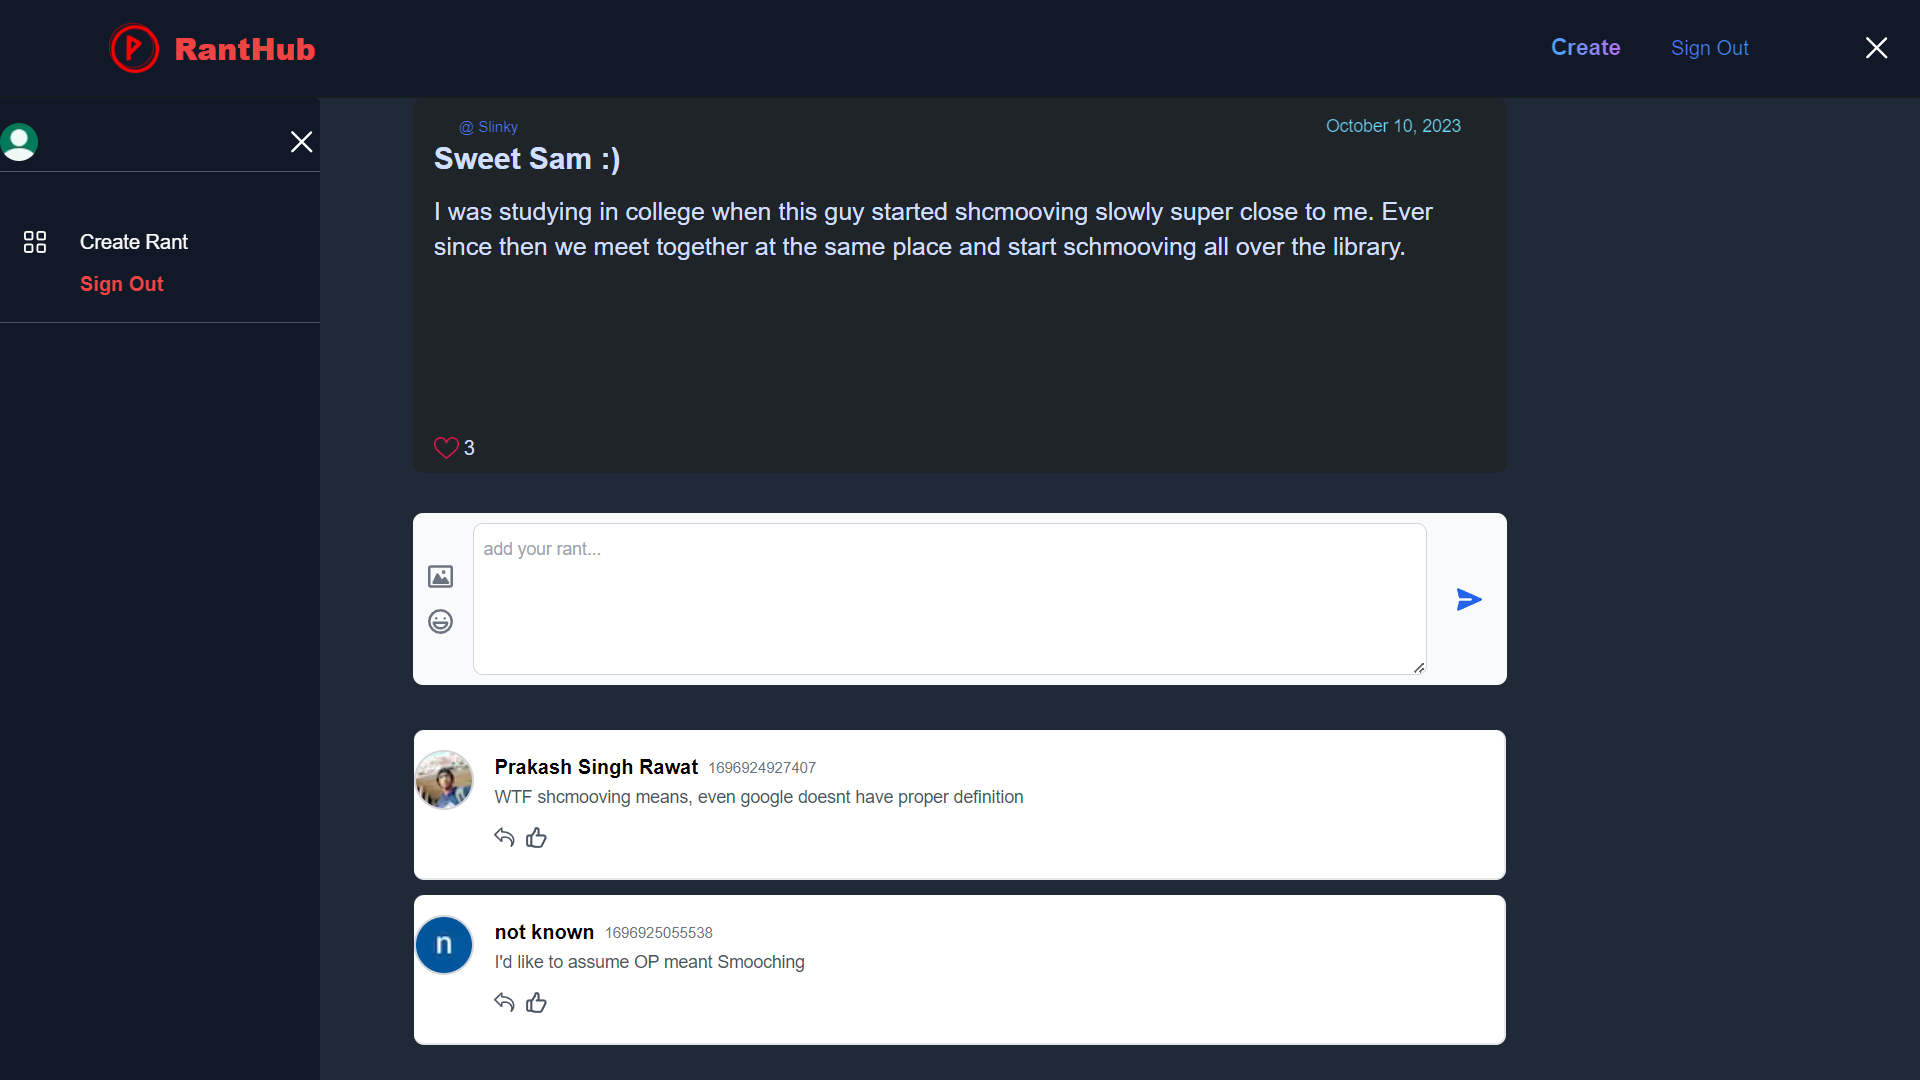 RantHub
Create
Sign Out
Create Rant
Sign Out
@ Slinky
October 10, 2023
Sweet Sam :)
I was studying in college when this guy started shcmooving slowly super close to me. Ever
since then we meet together at the same place and start schmooving all over the library.
3
add your rant...
Prakash Singh Rawat 1696924927407
WTF shcmooving means, even google doesnt have proper definition
n
not known 1696925055538
I'd like to assume OP meant Smooching